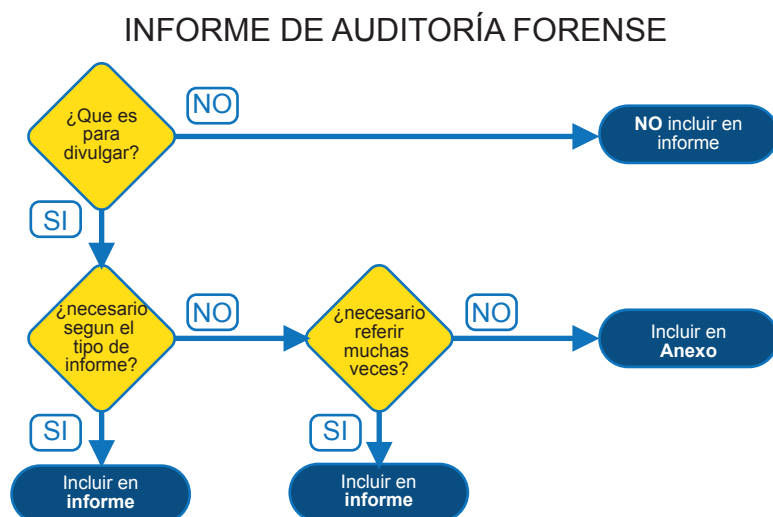 INFORME DE AUDITORÍA FORENSE
¿Que es
para
divulgar?
NO
NO incluir en
informe
SI
¿necesario
segun el
tipo de
informe?
NO
¿necesario
referir
muchas
veces?
NO
Incluir en
Anexo
SI
SI
Incluir en
informe
Incluir en
informe